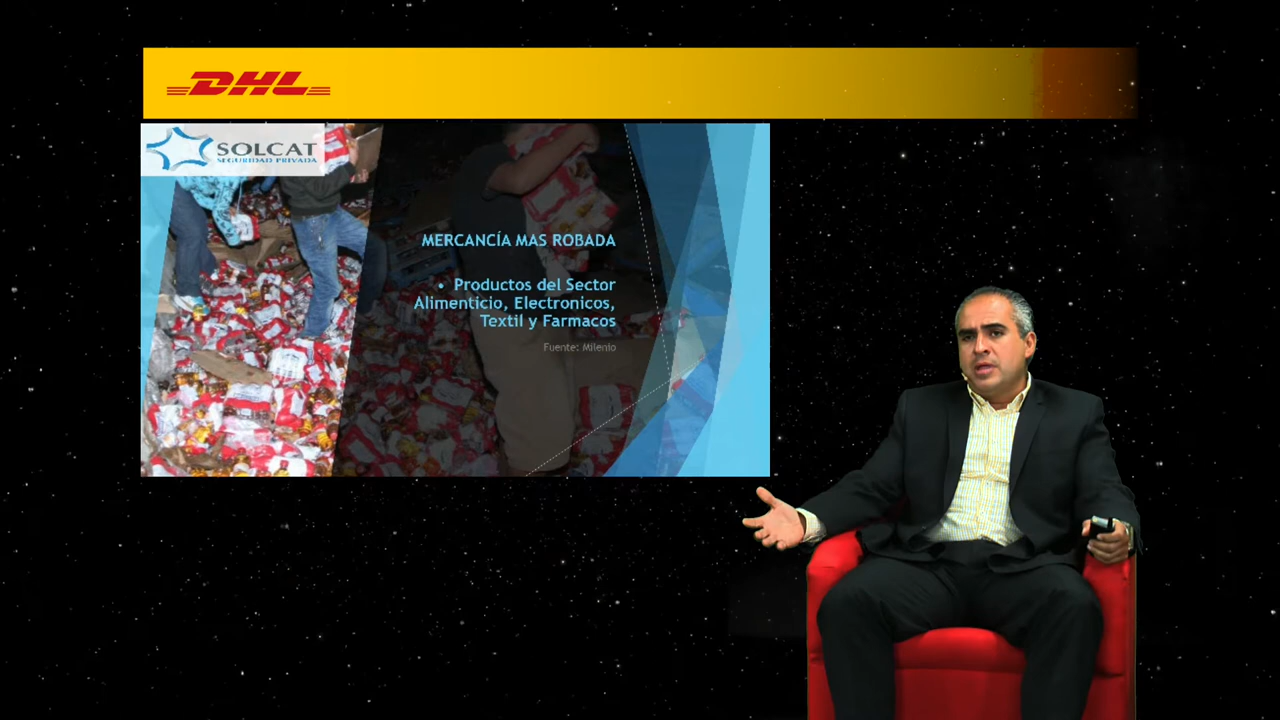 DHL
SOLCAT
SEGURIDAD PRIVADA
MERCANCÍA MAS ROBADA
• Productos del Sector
Alimenticio, Electronicos,
Textil y Farmacos
Fuente: Milenio